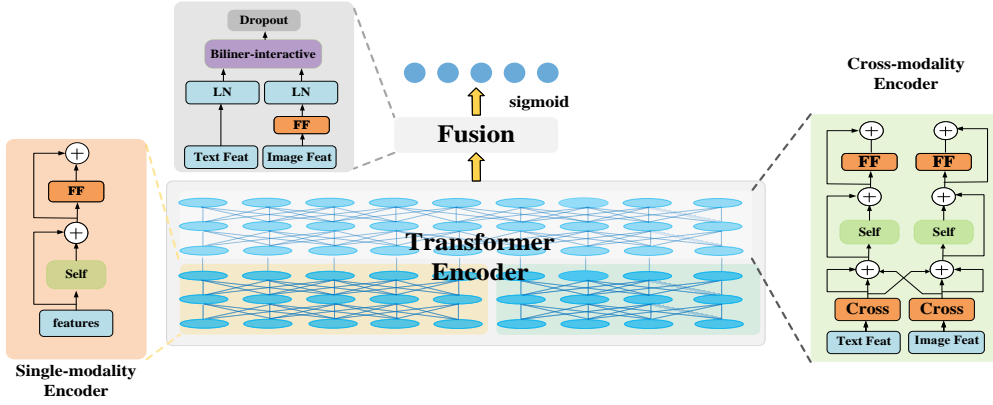 Dropout
Biliner-interactive
LN LN
FF
Text Feat Image Feat
sigmoid
Fusion
Cross-modality
Encoder
FF FF
Self Self
Cross Cross
Text Feat Image Feat
FF
Self
features
Single-modality
Encoder
Transformer
Encoder